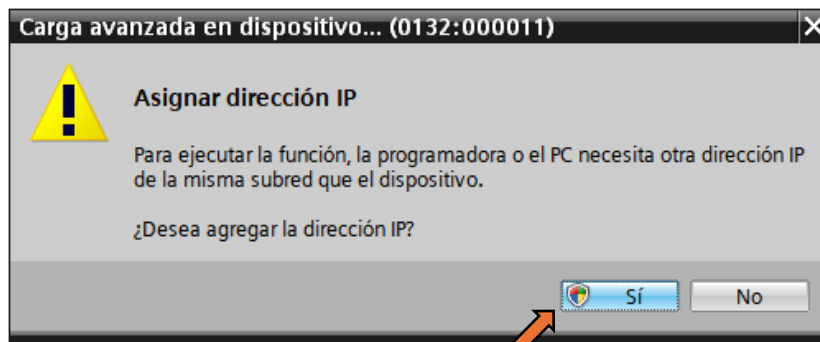 Carga avanzada en dispositivo... (0132:000011)
Asignar dirección IP
Para ejecutar la función, la programadora o el PC necesita otra dirección IP
de la misma subred que el dispositivo.
¿Desea agregar la dirección IP?
Sí
No